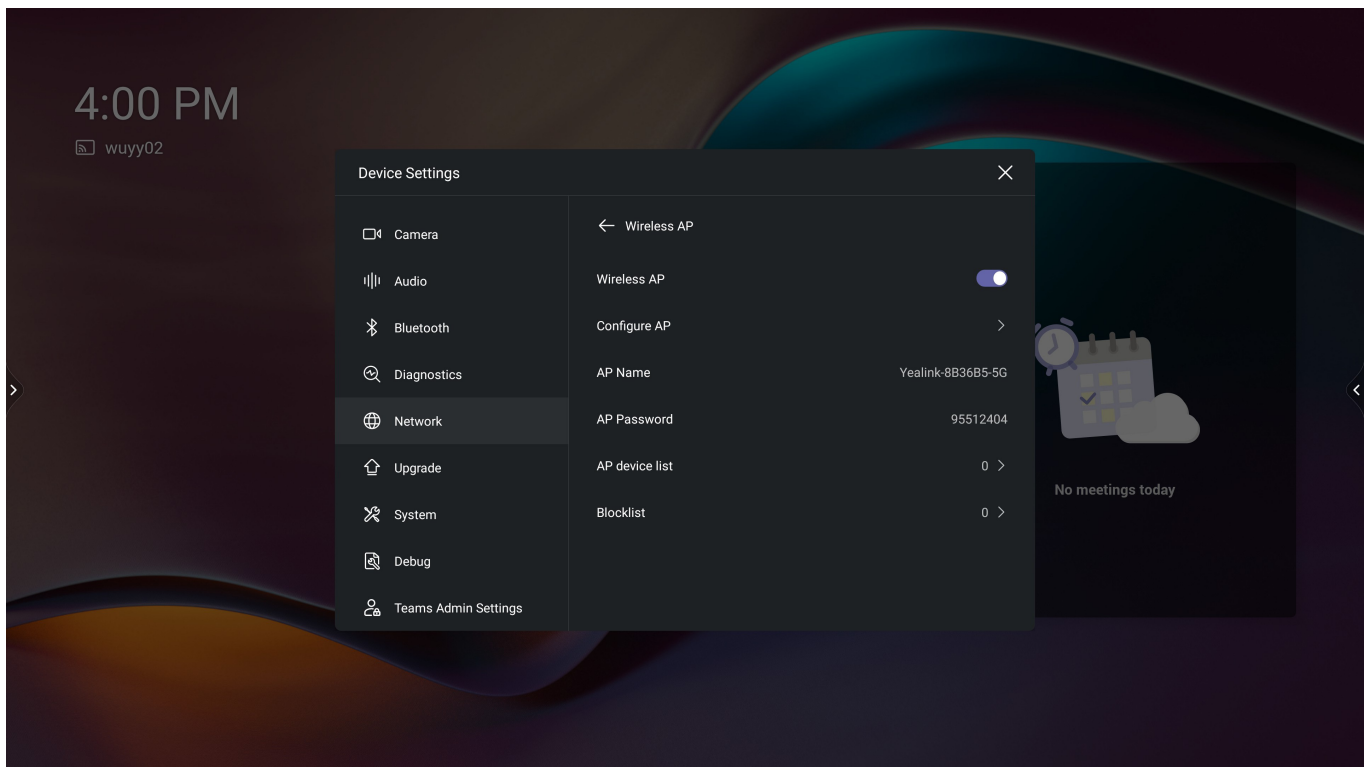 4:00 PM
wuyy02
Device Settings
Camera
Audio
Bluetooth
Diagnostics
Network
Upgrade
System
Debug
Teams Admin Settings
Wireless AP
Wireless AP
Configure AP
AP Name Yealink-8B36B5-5G
AP Password 95512404
AP device list 0
Blocklist 0
No meetings today